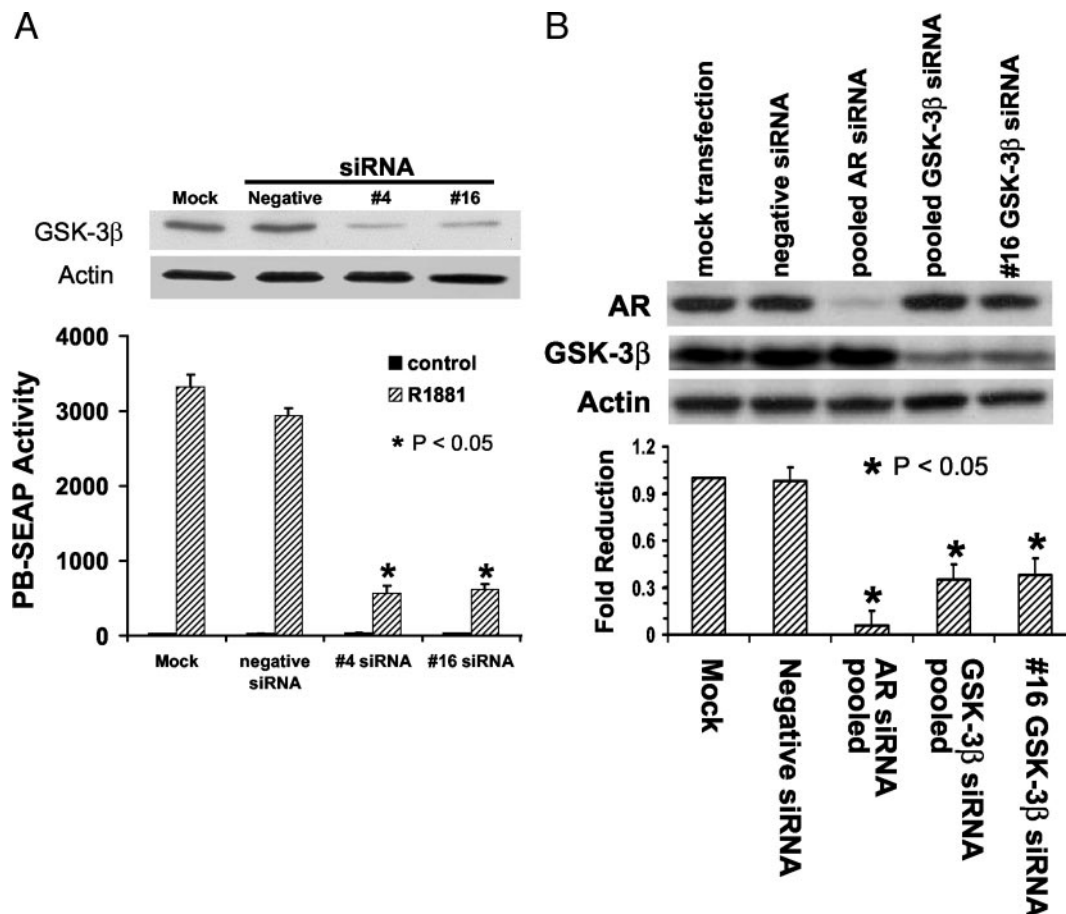 A
siRNA
Mock Negative #4 #16
GSK-3β
Actin
4000
3000
2000
1000
0
PB-SEAP Activity
control
R1881
* P < 0.05
* *
Mock negative siRNA #4 siRNA #16 siRNA
B
mock transfection
negative siRNA
pooled AR siRNA
pooled GSK-3β siRNA
#16 GSK-3β siRNA
AR
GSK-3β
Actin
1.2
0.9
0.6
0.3
0
Fold Reduction
* P < 0.05
* * *
Mock
Negative siRNA
AR siRNA
pooled
GSK-3β siRNA
pooled
#16 GSK-3β siRNA